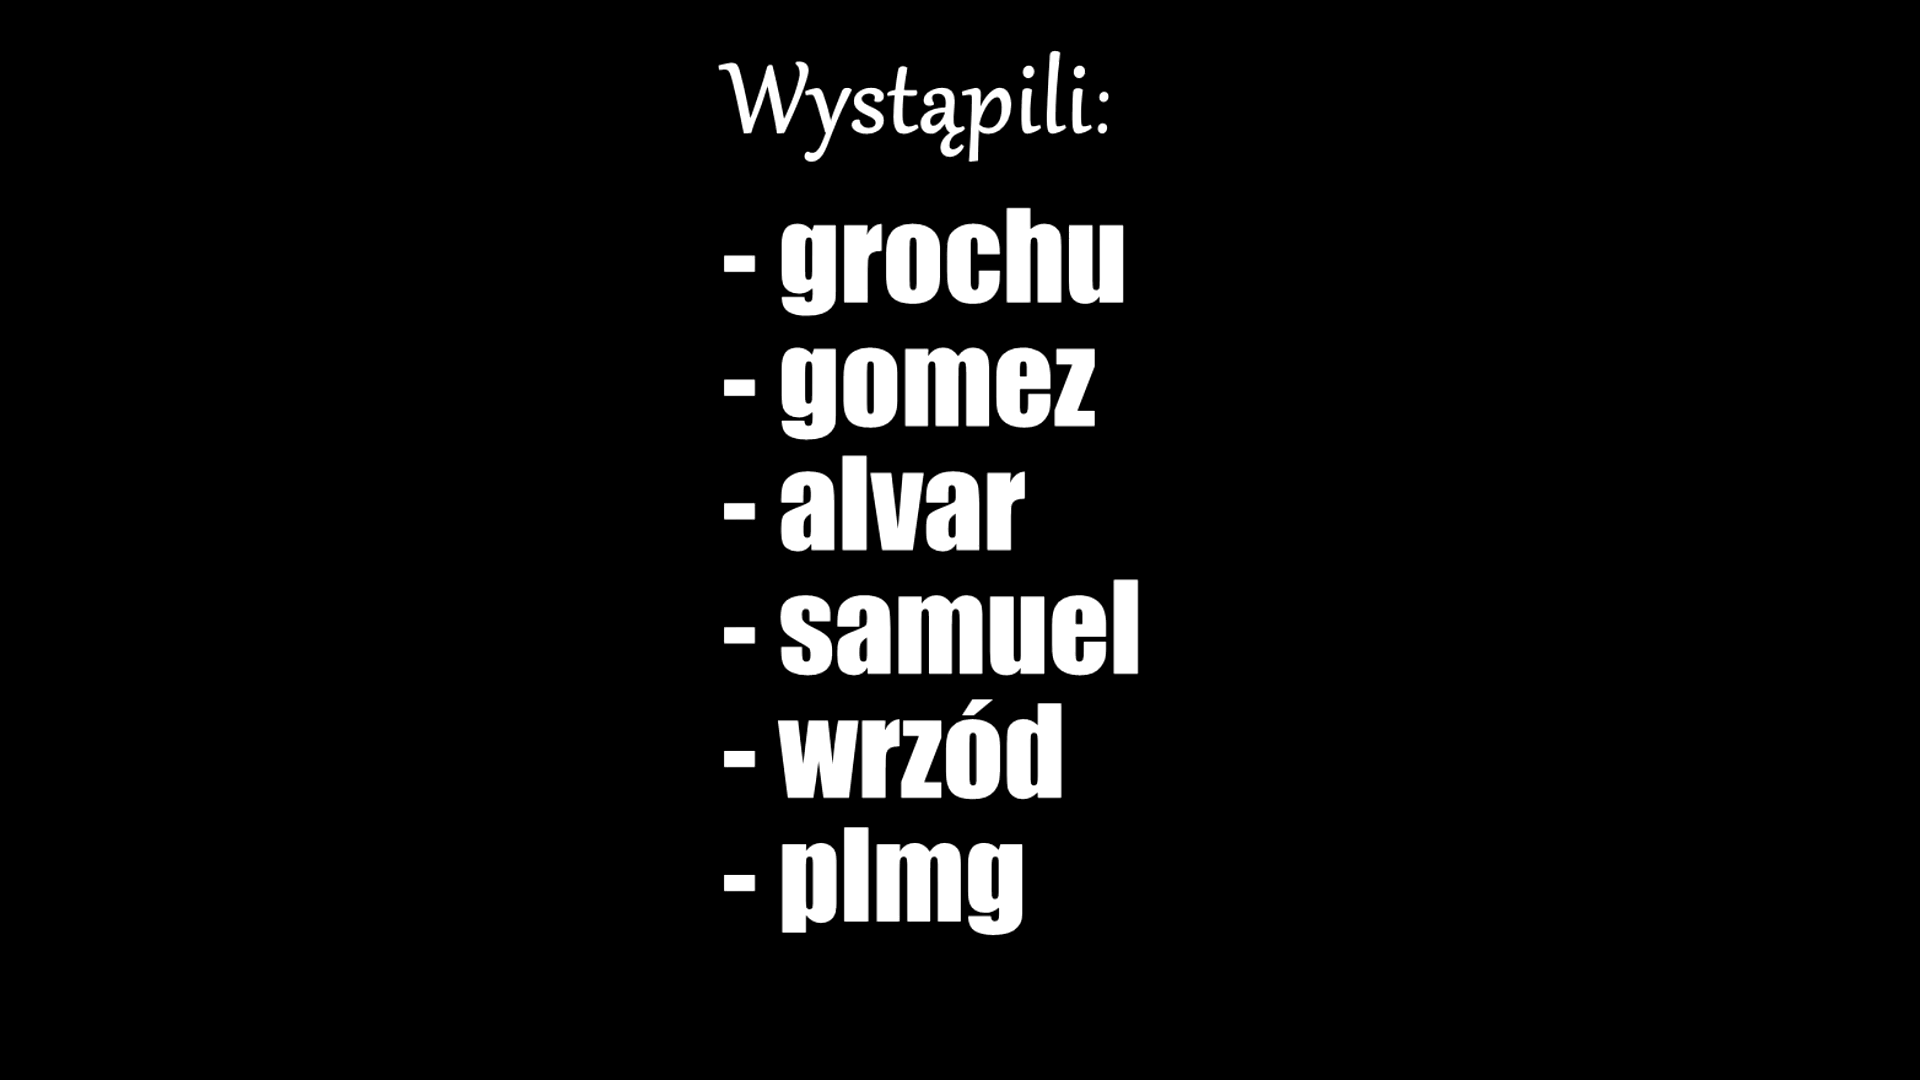 Wystąpili:
- grochu
- gomez
- alvar
- samuel
- wrzód
- plmg